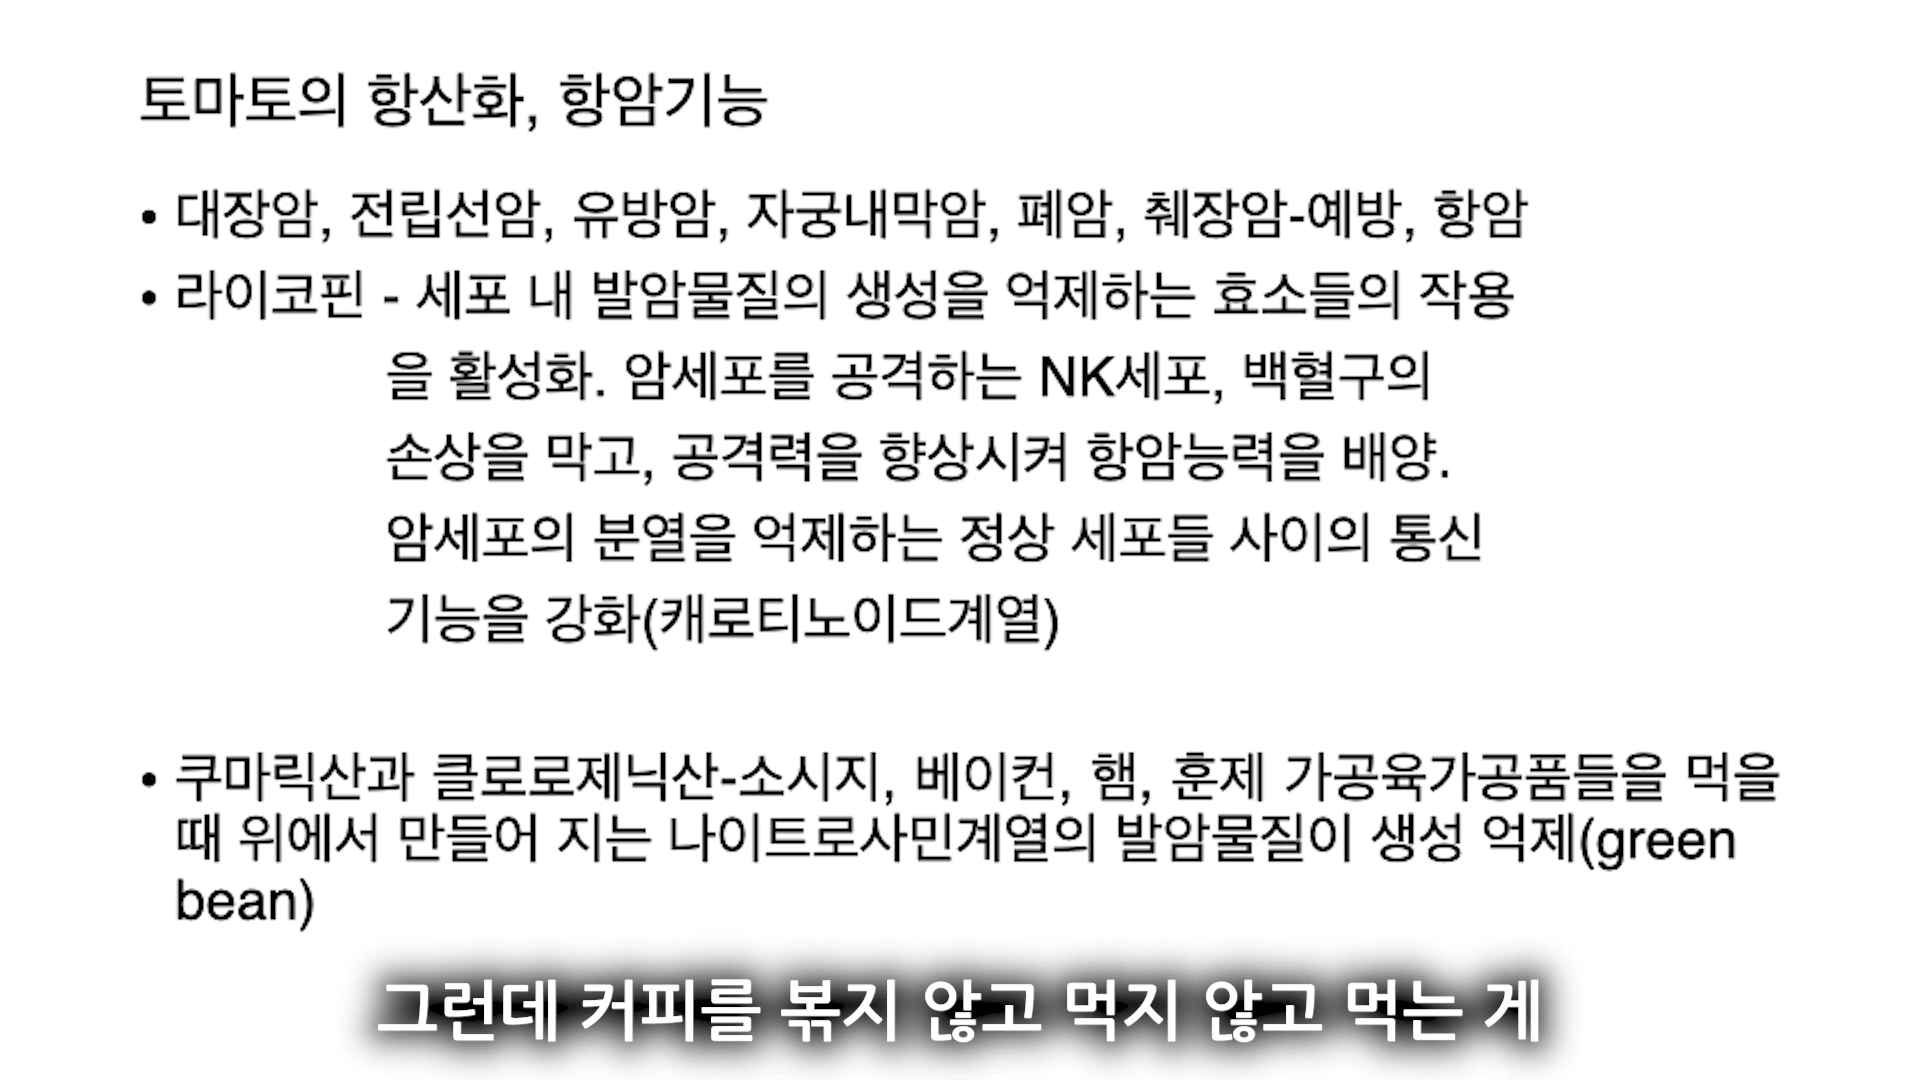 토마토의 항산화, 항암기능
• 대장암, 전립선암, 유방암, 자궁내막암, 폐암, 췌장암-예방, 항암
• 라이코핀 - 세포 내 발암물질의 생성을 억제하는 효소들의 작용
을 활성화. 암세포를 공격하는 NK세포, 백혈구의
손상을 막고, 공격력을 향상시켜 항암능력을 배양.
암세포의 분열을 억제하는 정상 세포들 사이의 통신
기능을 강화(캐로티노이드계열)
• 쿠마릭산과 클로로제닉산-소시지, 베이컨, 햄, 훈제 가공육가공품들을 먹을
때 위에서 만들어 지는 나이트로사민계열의 발암물질이 생성 억제(green
bean)
그런데 커피를 볶지 않고 먹지 않고 먹는 게